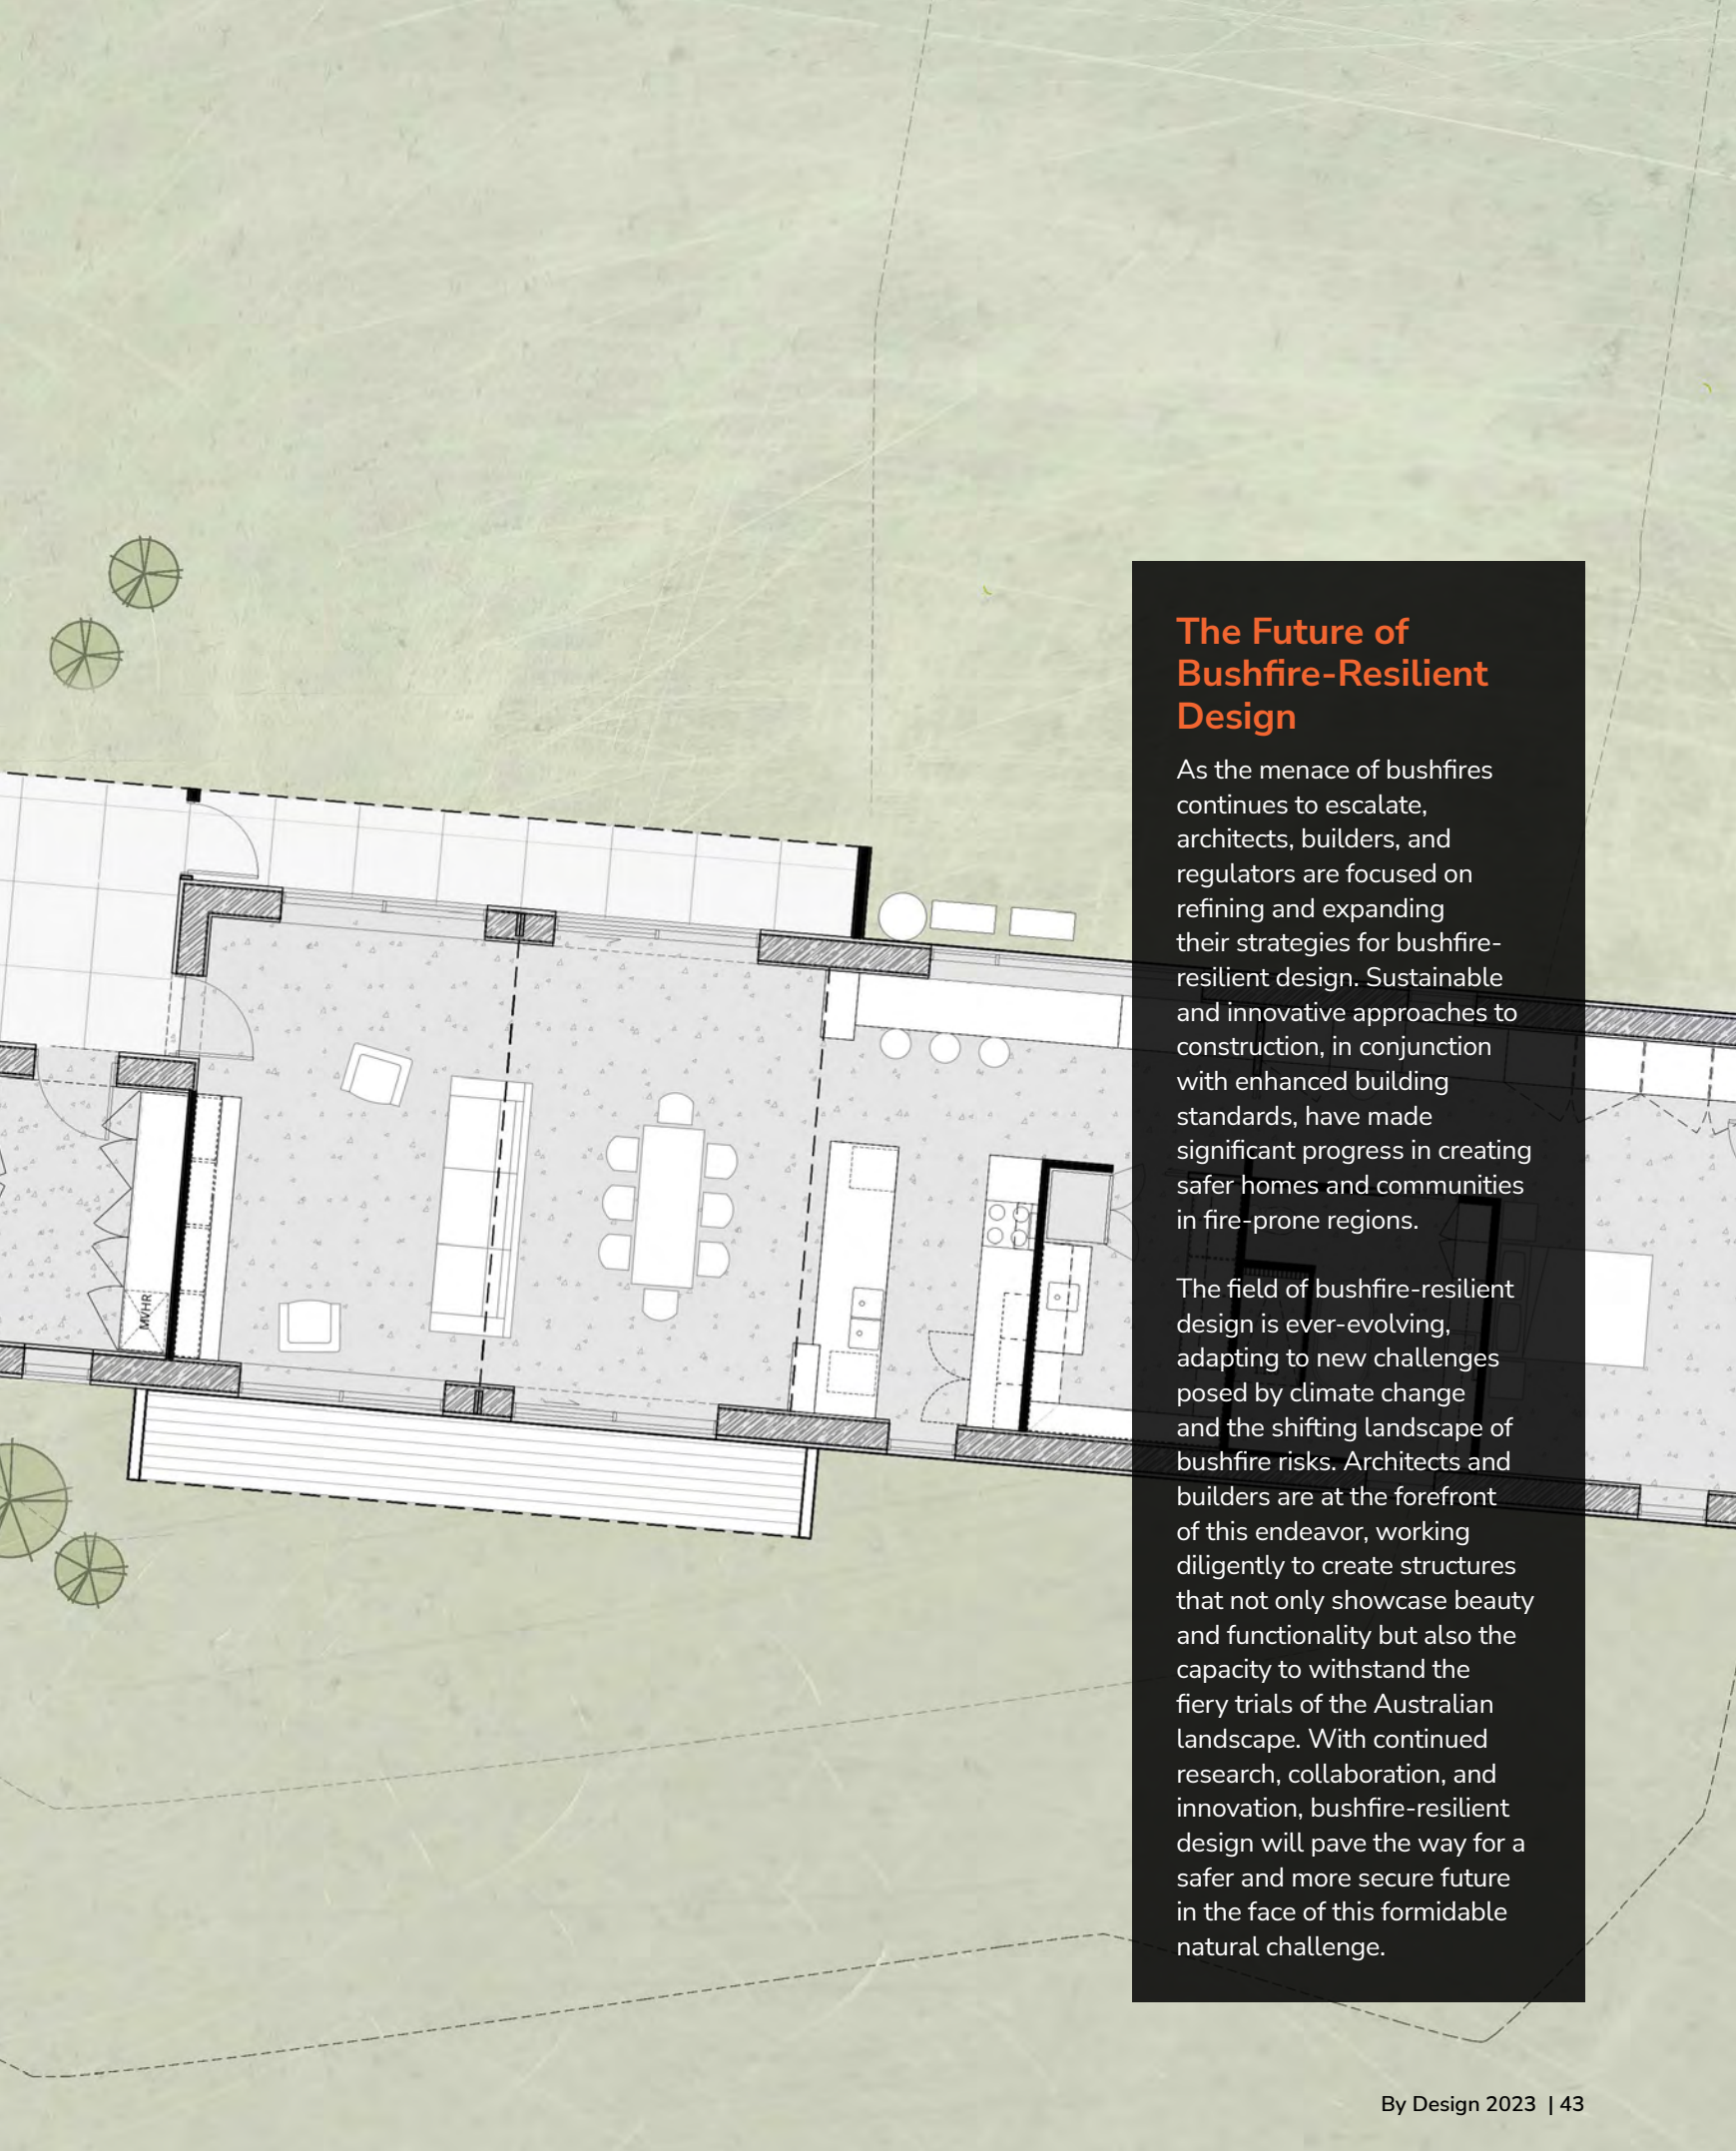 The Future of
Bushfire-Resilient
Design
As the menace of bushfires
continues to escalate,
architects, builders, and
regulators are focused on
refining and expanding
their strategies for bushfire-
resilient design. Sustainable
and innovative approaches to
construction, in conjunction
with enhanced building
standards, have made
significant progress in creating
safer homes and communities
in fire-prone regions.
The field of bushfire-resilient
design is ever-evolving,
adapting to new challenges
posed by climate change
and the shifting landscape of
bushfire risks. Architects and
builders are at the forefront
of this endeavor, working
diligently to create structures
that not only showcase beauty
and functionality but also the
capacity to withstand the
fiery trials of the Australian
landscape. With continued
research, collaboration, and
innovation, bushfire-resilient
design will pave the way for a
safer and more secure future
in the face of this formidable
natural challenge.
MVHR
By Design 2023 | 43